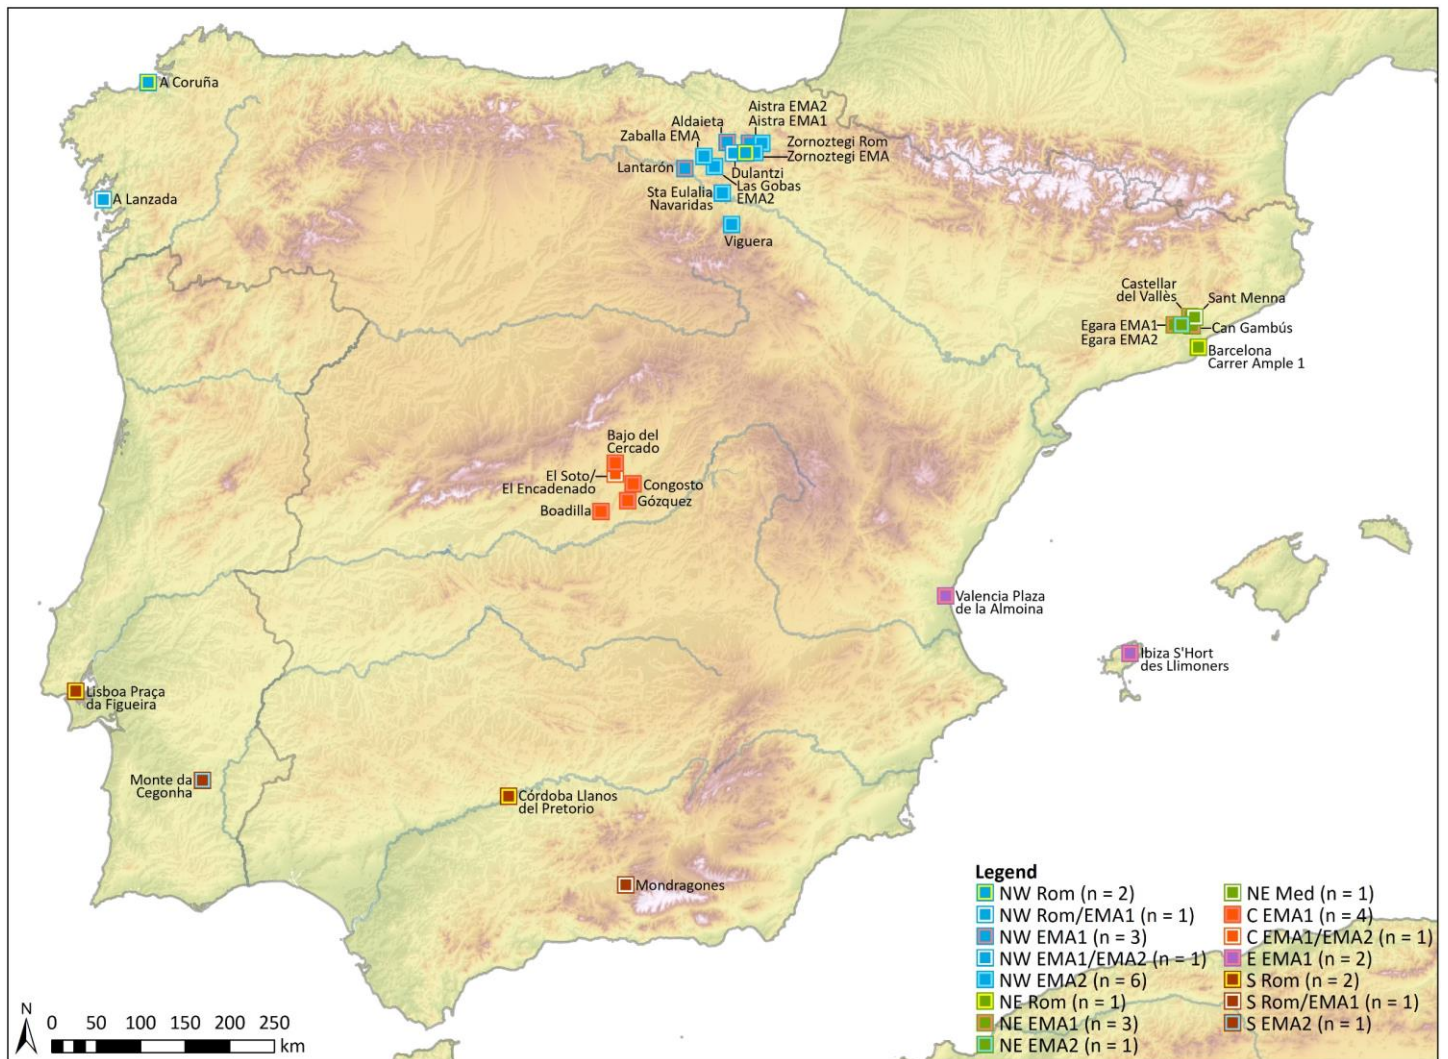 A Coruña
A Lanzada
Aistra EMA2
Aistra EMA1
Aldaieta
Zaballa EMA
Zornoztegi Rom
Zornoztegi EMA
Lantarón
Dulantzi
Las Gobas
EMA2
Sta Eulalia
Navaridas
Viguera
Castellar
del Vallès
Sant Menna
Egara EMA1
Egara EMA2
Can Gambús
Barcelona
Carrer Ample 1
Bajo del
Cercado
El Soto/
El Encadenado
Congosto
Gózquez
Boadilla
Valencia Plaza
de la Almoina
Ibiza S'Hort
des Llimoners
Lisboa Praça
da Figueira
Monte da
Cegonha
Córdoba Llanos
del Pretorio
Mondragones
N
0 50 100 150 200 250
km
Legend
NW Rom (n = 2)
NW Rom/EMA1 (n = 1)
NW EMA1 (n = 3)
NW EMA1/EMA2 (n = 1)
NW EMA2 (n = 6)
NE Rom (n = 1)
NE EMA1 (n = 3)
NE EMA2 (n = 1)
NE Med (n = 1)
C EMA1 (n = 4)
C EMA1/EMA2 (n = 1)
E EMA1 (n = 2)
S Rom (n = 2)
S Rom/EMA1 (n = 1)
S EMA2 (n = 1)